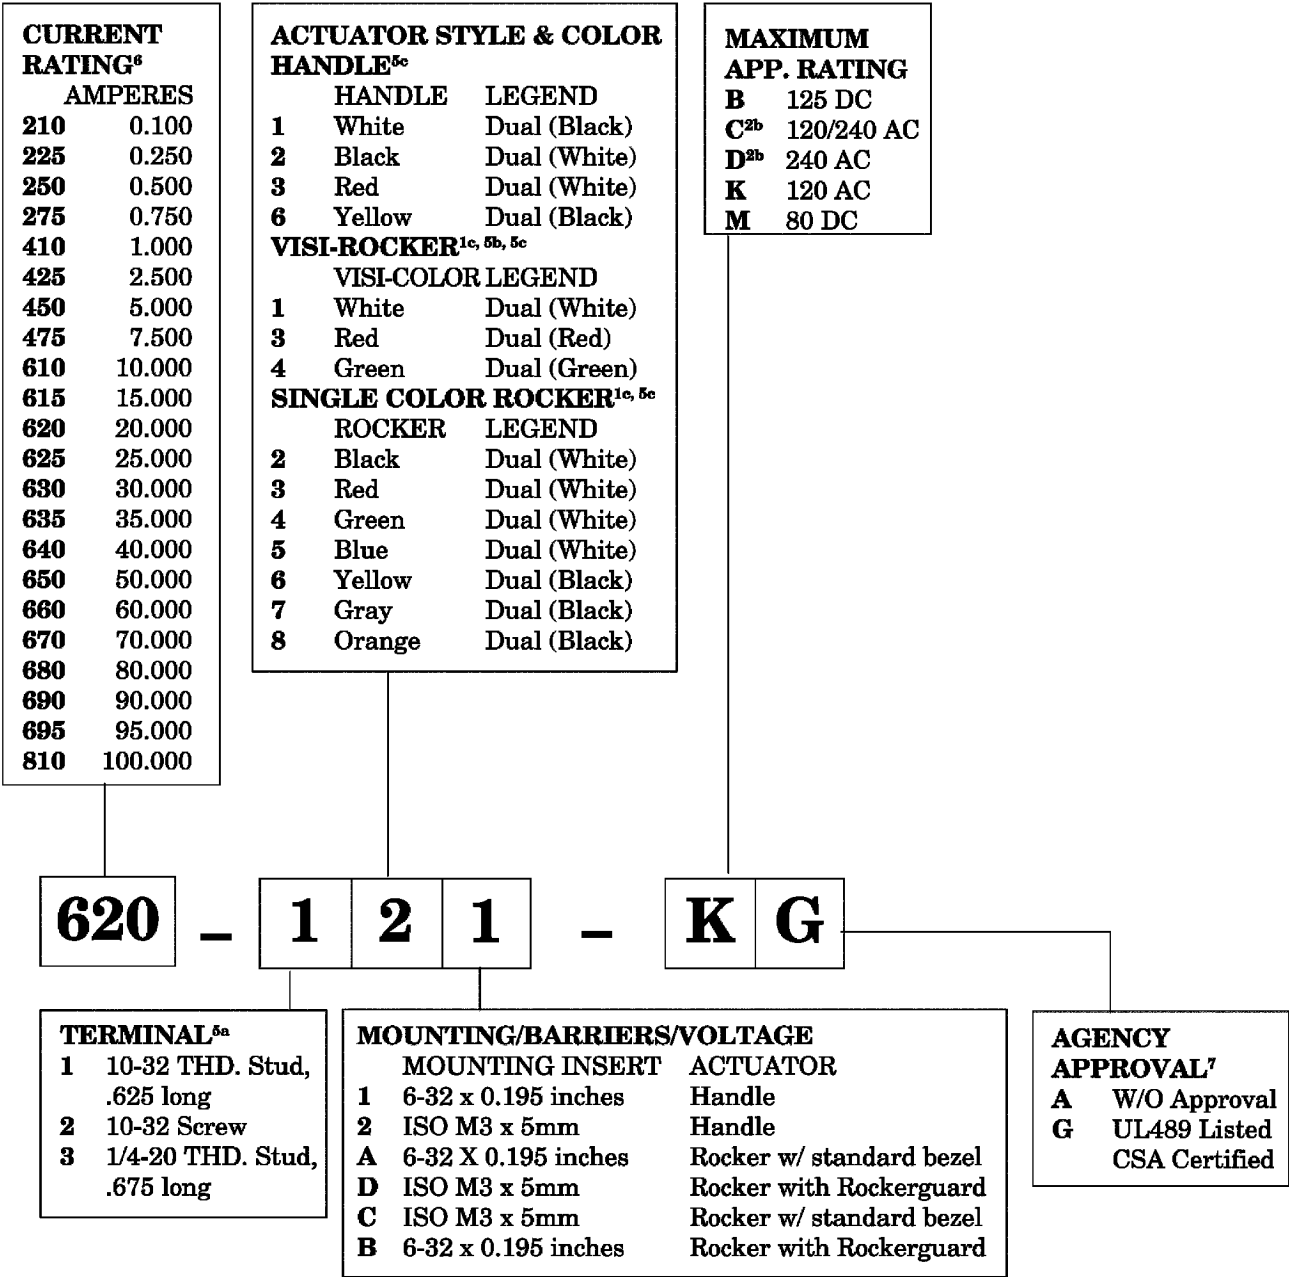 CURRENT
RATING⁶
AMPERES
210 0.100
225 0.250
250 0.500
275 0.750
410 1.000
425 2.500
450 5.000
475 7.500
610 10.000
615 15.000
620 20.000
625 25.000
630 30.000
635 35.000
640 40.000
650 50.000
660 60.000
670 70.000
680 80.000
690 90.000
695 95.000
810 100.000
ACTUATOR STYLE & COLOR
HANDLE⁵ᶜ
HANDLE LEGEND
1 White Dual (Black)
2 Black Dual (White)
3 Red Dual (White)
6 Yellow Dual (Black)
VISI-ROCKER¹ᶜ, ⁵ᵇ, ⁵ᶜ
VISI-COLOR LEGEND
1 White Dual (White)
3 Red Dual (Red)
4 Green Dual (Green)
SINGLE COLOR ROCKER¹ᶜ, ⁵ᶜ
ROCKER LEGEND
2 Black Dual (White)
3 Red Dual (White)
4 Green Dual (White)
5 Blue Dual (White)
6 Yellow Dual (Black)
7 Gray Dual (Black)
8 Orange Dual (Black)
MAXIMUM
APP. RATING
B 125 DC
C²ᵇ 120/240 AC
D²ᵇ 240 AC
K 120 AC
M 80 DC
620 – 1 2 1 – K G
TERMINAL⁵ᵃ
1 10-32 THD. Stud,
.625 long
2 10-32 Screw
3 1/4-20 THD. Stud,
.675 long
MOUNTING/BARRIERS/VOLTAGE
MOUNTING INSERT ACTUATOR
1 6-32 x 0.195 inches Handle
2 ISO M3 x 5mm Handle
A 6-32 X 0.195 inches Rocker w/ standard bezel
D ISO M3 x 5mm Rocker with Rockerguard
C ISO M3 x 5mm Rocker w/ standard bezel
B 6-32 x 0.195 inches Rocker with Rockerguard
AGENCY
APPROVAL⁷
A W/O Approval
G UL489 Listed
CSA Certified